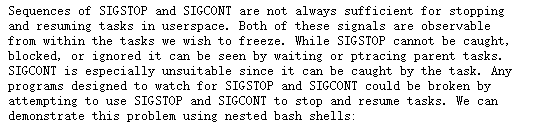 Sequences of SIGSTOP and SIGCONT are not always sufficient for stopping
and resuming tasks in userspace. Both of these signals are observable
from within the tasks we wish to freeze. While SIGSTOP cannot be caught,
blocked, or ignored it can be seen by waiting or ptracing parent tasks.
SIGCONT is especially unsuitable since it can be caught by the task. Any
programs designed to watch for SIGSTOP and SIGCONT could be broken by
attempting to use SIGSTOP and SIGCONT to stop and resume tasks. We can
demonstrate this problem using nested bash shells: